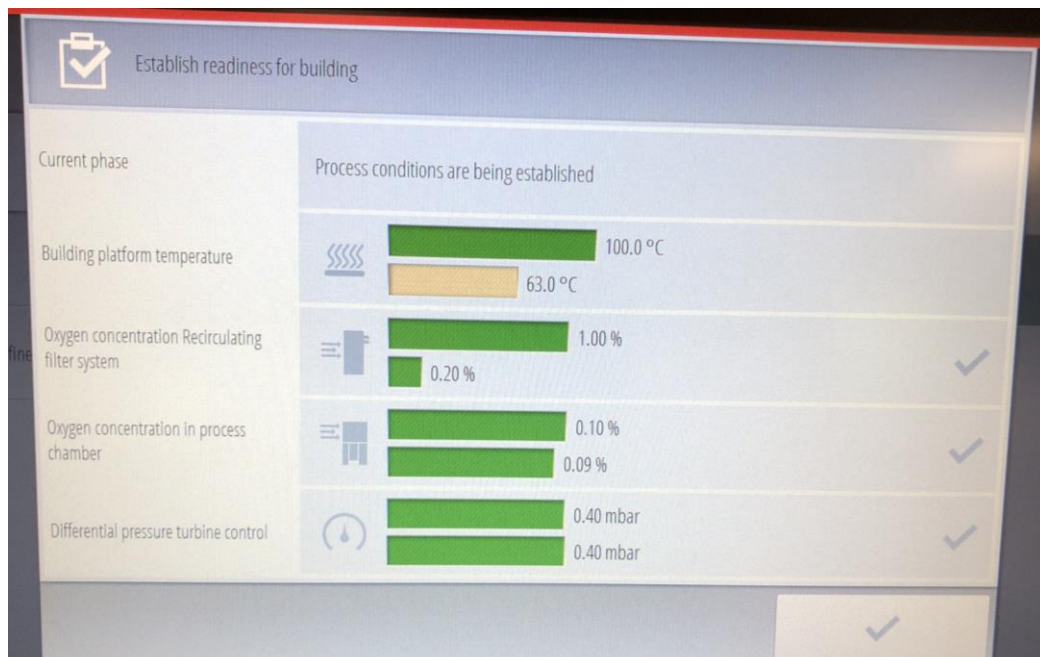 Establish readiness for building
Current phase
Process conditions are being established
Building platform temperature
100.0 °C
63.0 °C
Oxygen concentration Recirculating
filter system
1.00 %
0.20 %
Oxygen concentration in process
chamber
0.10 %
0.09 %
Differential pressure turbine control
0.40 mbar
0.40 mbar